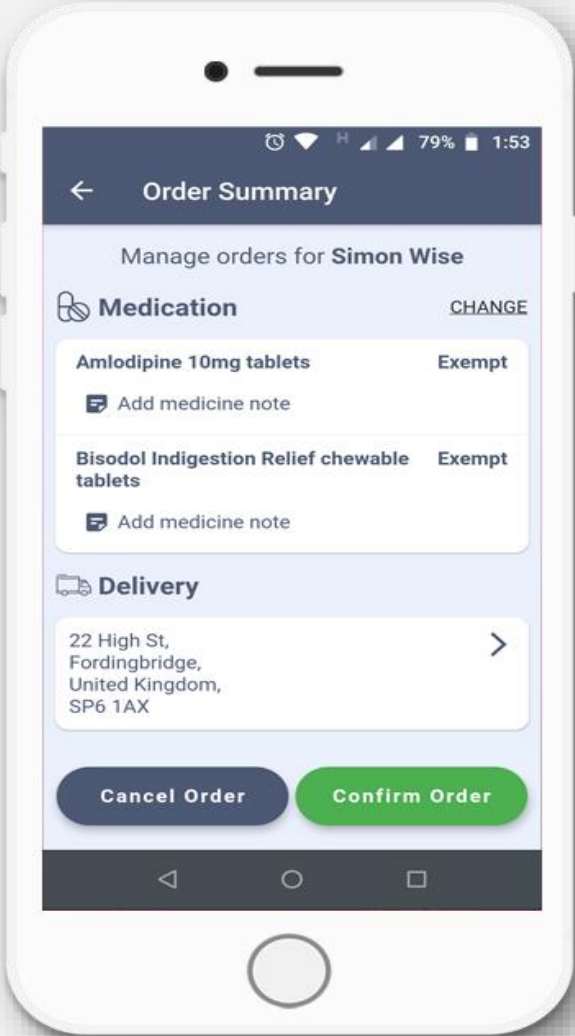 H 79% 1:53
Order Summary
Manage orders for Simon Wise
Medication CHANGE
Amlodipine 10mg tablets Exempt
Add medicine note
Bisodol Indigestion Relief chewable Exempt
tablets
Add medicine note
Delivery
22 High St,
Fordingbridge,
United Kingdom,
SP6 1AX
Cancel Order Confirm Order